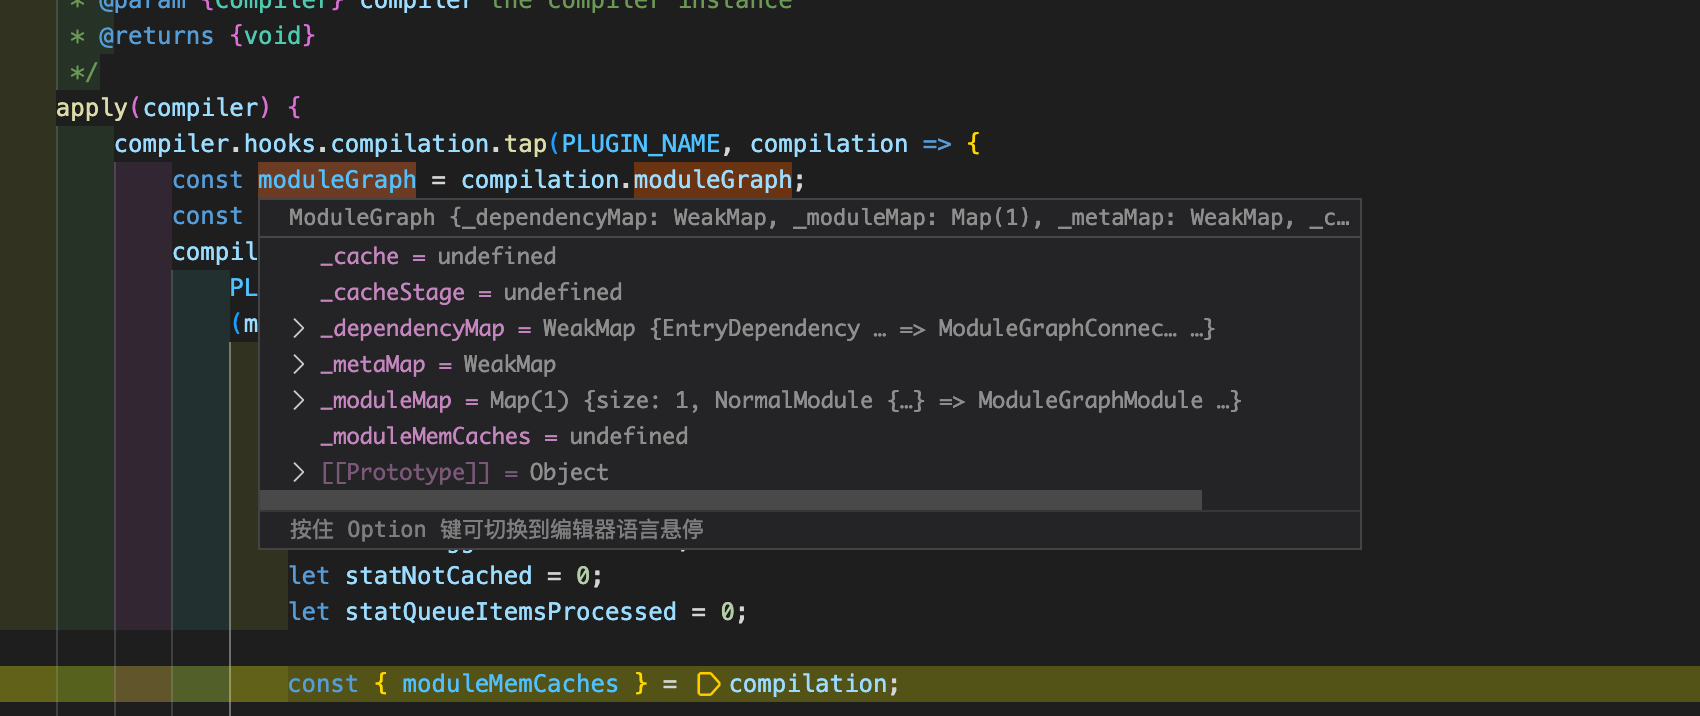 * @param {Compiler} compiler the compiler instance
* @returns {void}
*/
apply(compiler) {
compiler.hooks.compilation.tap(PLUGIN_NAME, compilation => {
const moduleGraph = compilation.moduleGraph;
const
ModuleGraph {_dependencyMap: WeakMap, _moduleMap: Map(1), _metaMap: WeakMap, _c…
compil
_cache = undefined
PL
_cacheStage = undefined
(m
_dependencyMap = WeakMap {EntryDependency … => ModuleGraphConnec… …}
_metaMap = WeakMap
_moduleMap = Map(1) {size: 1, NormalModule {…} => ModuleGraphModule …}
_moduleMemCaches = undefined
[[Prototype]] = Object
按住 Option 键可切换到编辑器语言悬停
let statNotCached = 0;
let statQueueItemsProcessed = 0;
const { moduleMemCaches } = compilation;